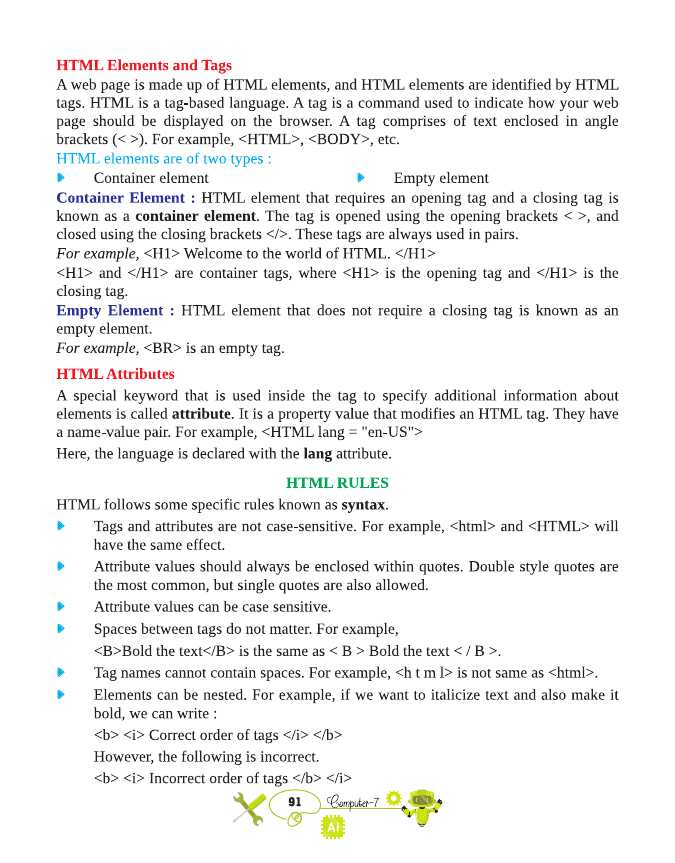 HTML Elements and Tags
A web page is made up of HTML elements, and HTML elements are identified by HTML
tags. HTML is a tag-based language. A tag is a command used to indicate how your web
page should be displayed on the browser. A tag comprises of text enclosed in angle
brackets (< >). For example, <HTML>, <BODY>, etc.
HTML elements are of two types :
Container element Empty element
Container Element : HTML element that requires an opening tag and a closing tag is
known as a container element. The tag is opened using the opening brackets < >, and
closed using the closing brackets </>. These tags are always used in pairs.
For example, <H1> Welcome to the world of HTML. </H1>
<H1> and </H1> are container tags, where <H1> is the opening tag and </H1> is the
closing tag.
Empty Element : HTML element that does not require a closing tag is known as an
empty element.
For example, <BR> is an empty tag.
HTML Attributes
A special keyword that is used inside the tag to specify additional information about
elements is called attribute. It is a property value that modifies an HTML tag. They have
a name-value pair. For example, <HTML lang = "en-US">
Here, the language is declared with the lang attribute.
HTML RULES
HTML follows some specific rules known as syntax.
Tags and attributes are not case-sensitive. For example, <html> and <HTML> will
have the same effect.
Attribute values should always be enclosed within quotes. Double style quotes are
the most common, but single quotes are also allowed.
Attribute values can be case sensitive.
Spaces between tags do not matter. For example,
<B>Bold the text</B> is the same as < B > Bold the text < / B >.
Tag names cannot contain spaces. For example, <h t m l> is not same as <html>.
Elements can be nested. For example, if we want to italicize text and also make it
bold, we can write :
<b> <i> Correct order of tags </i> </b>
However, the following is incorrect.
<b> <i> Incorrect order of tags </b> </i>
91 Computer-7
AI